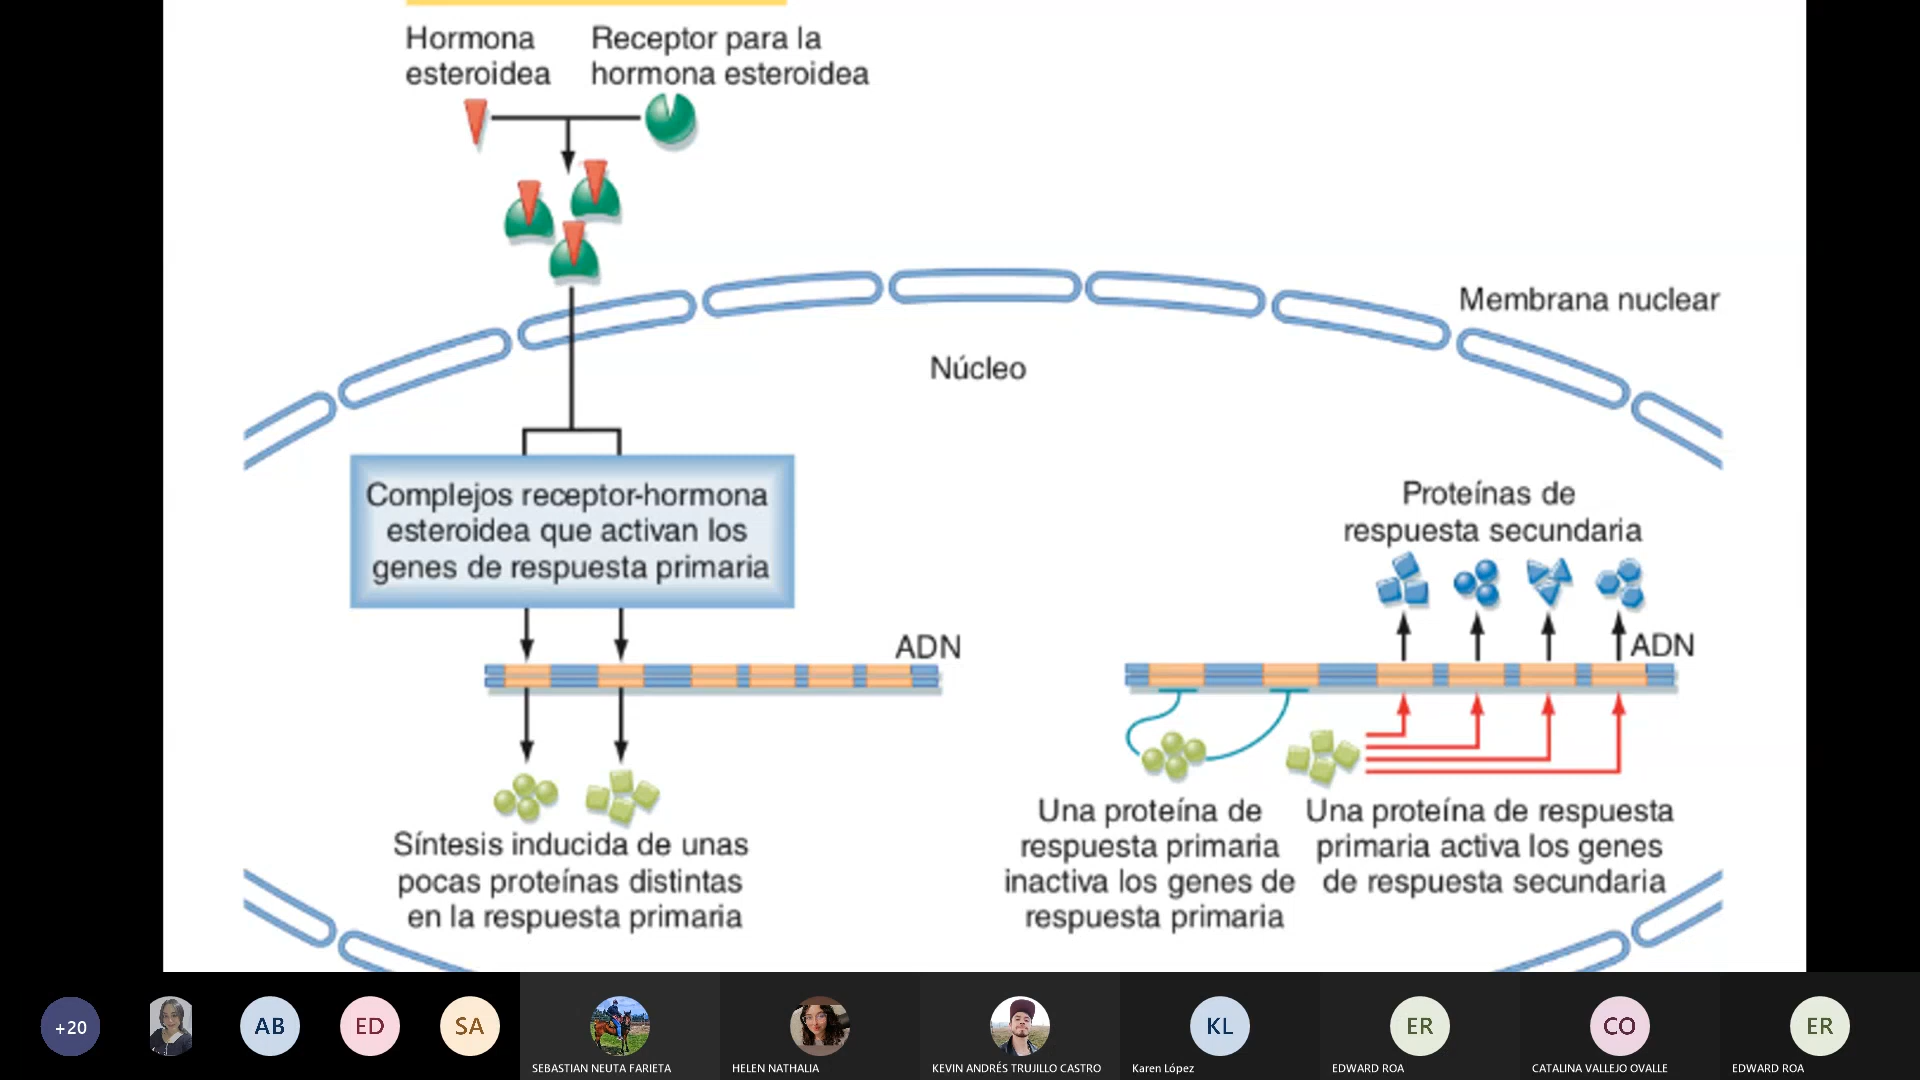 Hormona
esteroidea
Receptor para la
hormona esteroidea
Membrana nuclear
Núcleo
Complejos receptor-hormona
esteroidea que activan los
genes de respuesta primaria
ADN
Síntesis inducida de unas
pocas proteínas distintas
en la respuesta primaria
Proteínas de
respuesta secundaria
ADN
Una proteína de
respuesta primaria
inactiva los genes de
respuesta primaria
Una proteína de respuesta
primaria activa los genes
de respuesta secundaria
+20
AB
ED
SA
SEBASTIAN NEUTA FARIETA
HELEN NATHALIA
KEVIN ANDRÉS TRUJILLO CASTRO
KL
Karen López
ER
EDWARD ROA
CO
CATALINA VALLEJO OVALLE
ER
EDWARD ROA